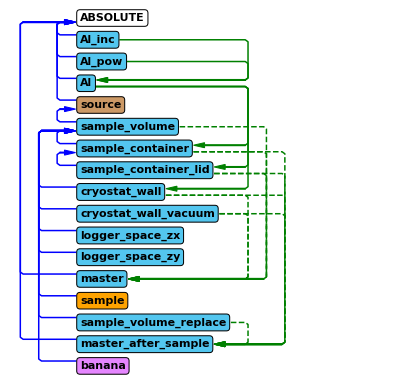 ABSOLUTE
Al_inc
Al_pow
Al
source
sample_volume
sample_container
sample_container_lid
cryostat_wall
cryostat_wall_vacuum
logger_space_zx
logger_space_zy
master
sample
sample_volume_replace
master_after_sample
banana